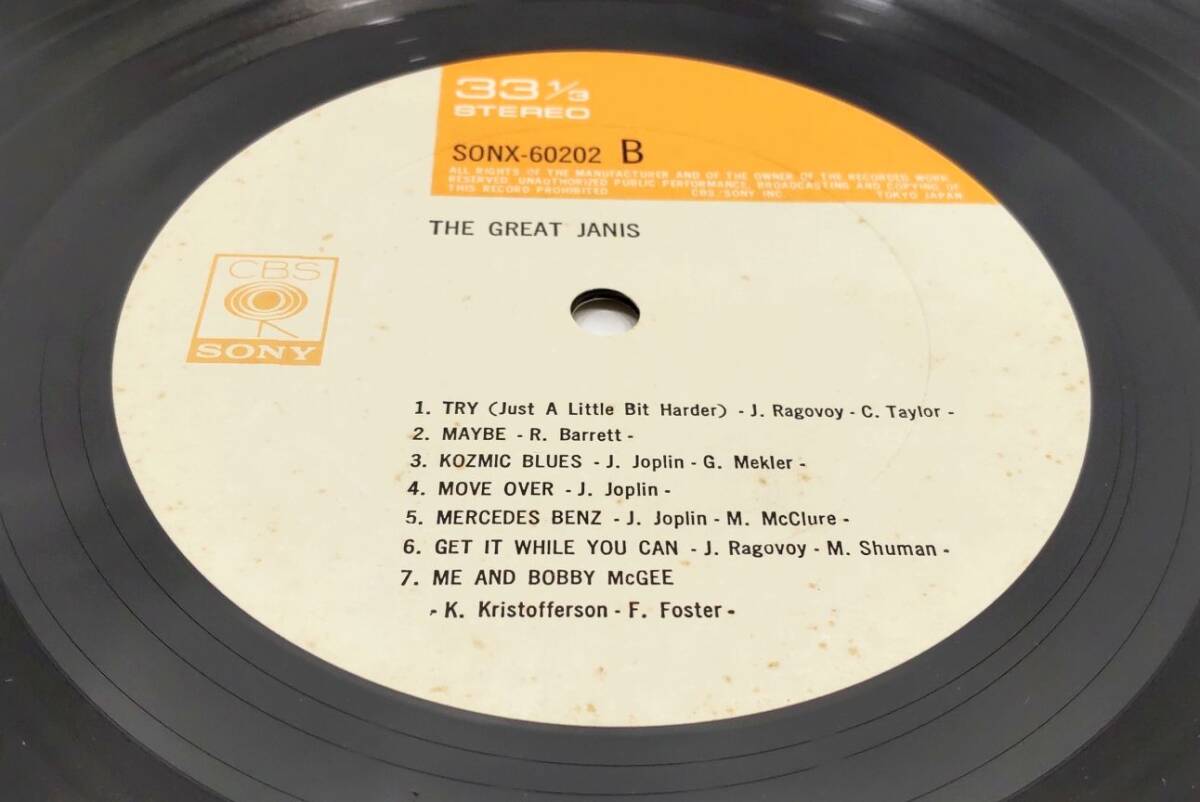 33 1/3
STEREO
SONX-60202 B
ALL RIGHTS OF THE MANUFACTURER AND OF THE OWNER OF THE RECORDED WORK
RESERVED UNAUTHORIZED PUBLIC PERFORMANCE, BROADCASTING AND COPYING OF
THIS RECORD PROHIBITED CBS/SONY INC. TOKYO JAPAN
THE GREAT JANIS
CBS
SONY
1. TRY (Just A Little Bit Harder) - J. Ragovoy - C. Taylor -
2. MAYBE - R. Barrett -
3. KOZMIC BLUES - J. Joplin - G. Mekler -
4. MOVE OVER - J. Joplin -
5. MERCEDES BENZ - J. Joplin - M. McClure -
6. GET IT WHILE YOU CAN - J. Ragovoy - M. Shuman -
7. ME AND BOBBY McGEE
- K. Kristofferson - F. Foster -